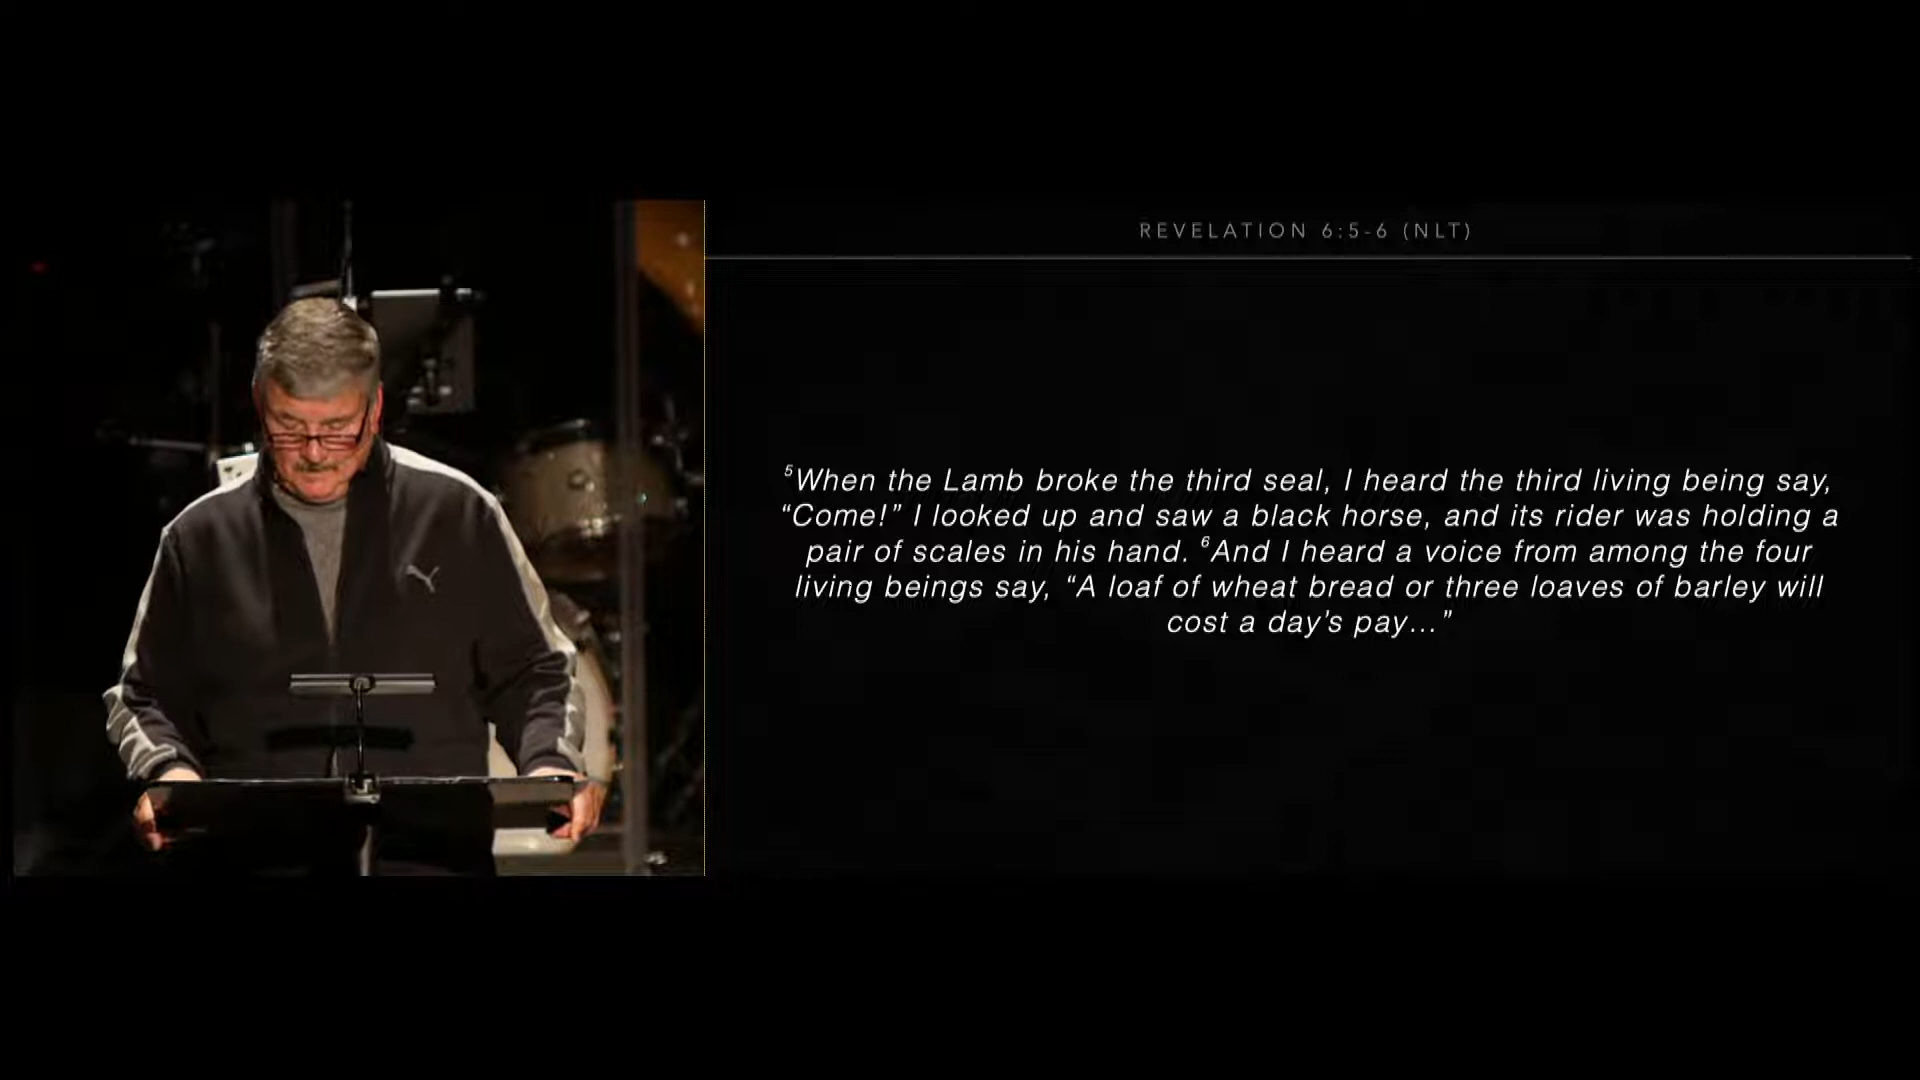 REVELATION 6:5-6 (NLT)
⁵When the Lamb broke the third seal, I heard the third living being say,
“Come!” I looked up and saw a black horse, and its rider was holding a
pair of scales in his hand. ⁶And I heard a voice from among the four
living beings say, “A loaf of wheat bread or three loaves of barley will
cost a day’s pay…”